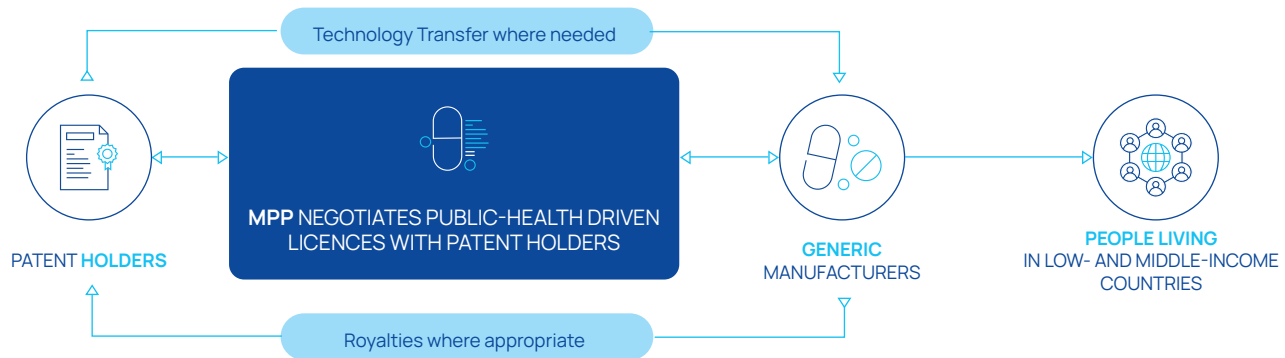 Technology Transfer where needed
MPP NEGOTIATES PUBLIC-HEALTH DRIVEN
LICENCES WITH PATENT HOLDERS
PATENT HOLDERS
GENERIC
MANUFACTURERS
PEOPLE LIVING
IN LOW- AND MIDDLE-INCOME
COUNTRIES
Royalties where appropriate